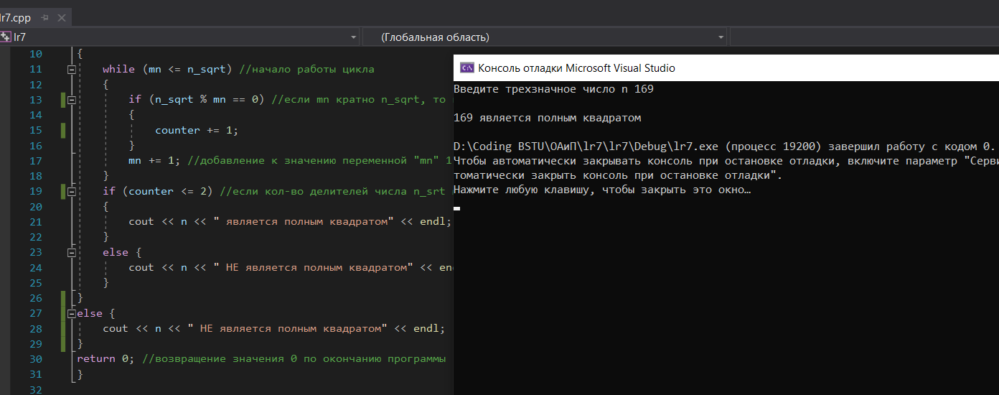 lr7.cpp
lr7 (Глобальная область)
10 {
11 while (mn <= n_sqrt) //начало работы цикла
12 {
13 if (n_sqrt % mn == 0) //если mn кратно n_sqrt, то
14 {
15 counter += 1;
16 }
17 mn += 1; //добавление к значению переменной "mn" 1
18 }
19 if (counter <= 2) //если кол-во делителей числа n_srt
20 {
21 cout << n << " является полным квадратом" << endl;
22 }
23 else {
24 cout << n << " НЕ является полным квадратом" << en
25 }
26 }
27 else {
28 cout << n << " НЕ является полным квадратом" << endl;
29 }
30 return 0; //возвращение значения 0 по окончанию программы
31 }
32
C:\ Консоль отладки Microsoft Visual Studio
Введите трехзначное число n 169
169 является полным квадратом
D:\Coding BSTU\ОАиП\lr7\lr7\Debug\lr7.exe (процесс 19200) завершил работу с кодом 0.
Чтобы автоматически закрывать консоль при остановке отладки, включите параметр "Серви
томатически закрыть консоль при остановке отладки".
Нажмите любую клавишу, чтобы закрыть это окно…